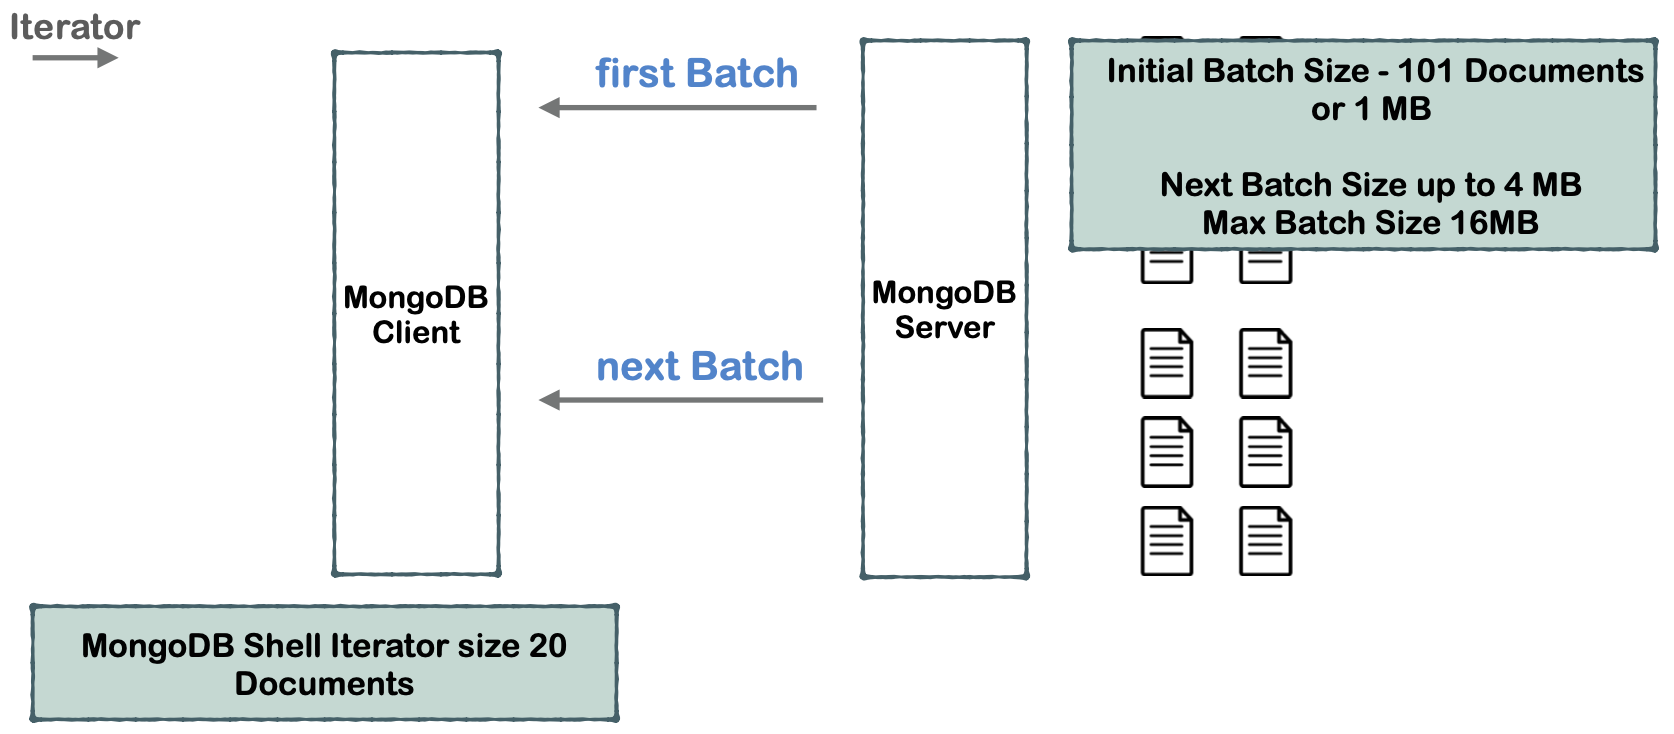 Iterator
first Batch
Initial Batch Size - 101 Documents
or 1 MB
Next Batch Size up to 4 MB
Max Batch Size 16MB
MongoDB
Client
MongoDB
Server
next Batch
MongoDB Shell Iterator size 20
Documents